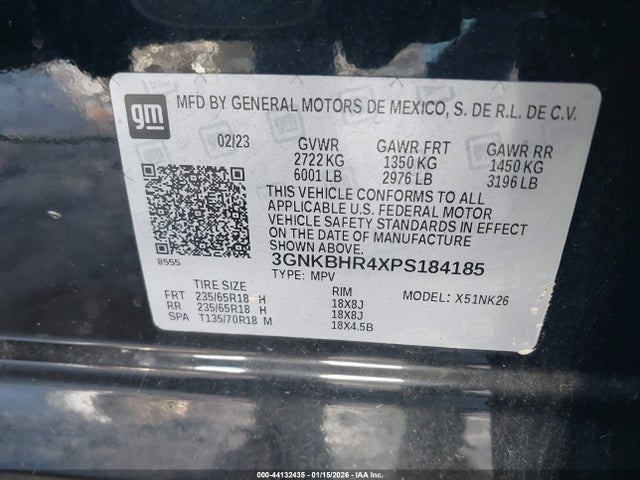 gm
MFD BY GENERAL MOTORS DE MEXICO, S. DE R.L. DE C.V.
02/23 GVWR GAWR FRT GAWR RR
2722 KG 1350 KG 1450 KG
6001 LB 2976 LB 3196 LB
THIS VEHICLE CONFORMS TO ALL
APPLICABLE U.S. FEDERAL MOTOR
VEHICLE SAFETY STANDARDS IN EFFECT
ON THE DATE OF MANUFACTURE
SHOWN ABOVE.
8555
3GNKBHR4XPS184185
TYPE: MPV
TIRE SIZE RIM MODEL: X51NK26
FRT 235/65R18 H 18X8J
RR 235/65R18 H 18X8J
SPA T135/70R18 M 18X4.5B
000-44132435 - 01/15/2026 - IAA, Inc.